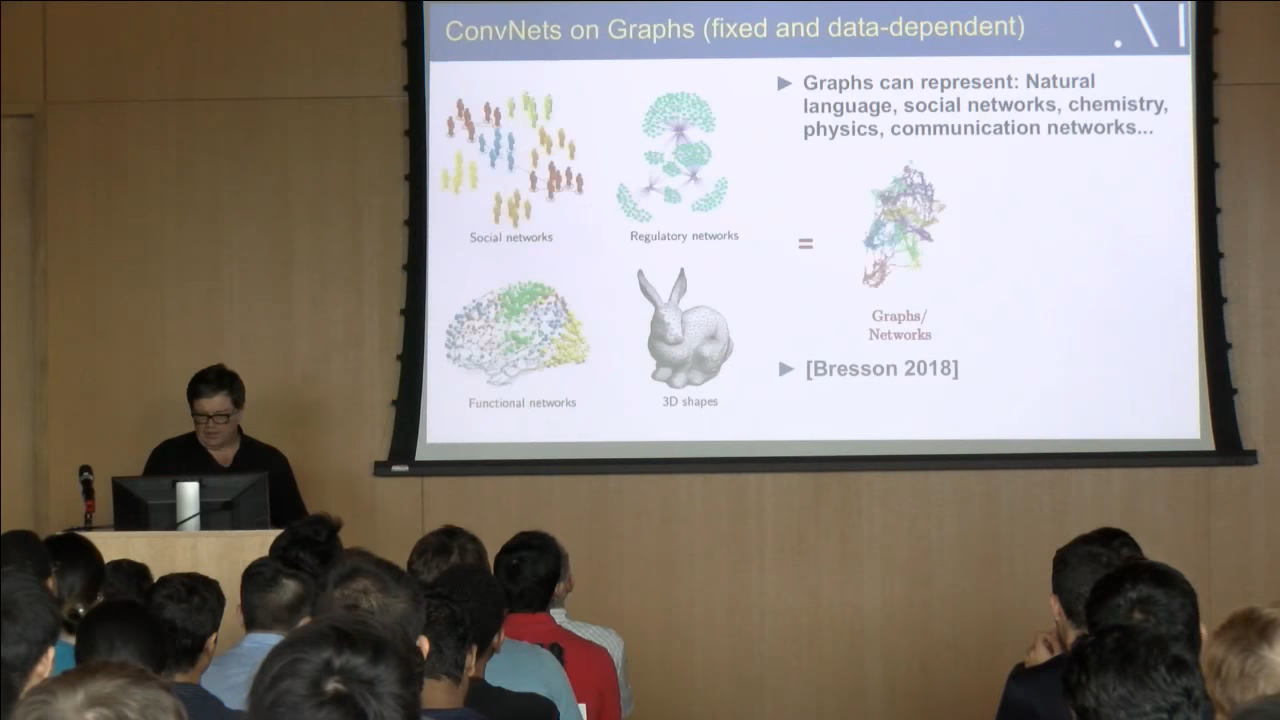 ConvNets on Graphs (fixed and data-dependent)
Graphs can represent: Natural
language, social networks, chemistry,
physics, communication networks...
Social networks
Regulatory networks
=
Graphs/
Networks
[Bresson 2018]
Functional networks
3D shapes